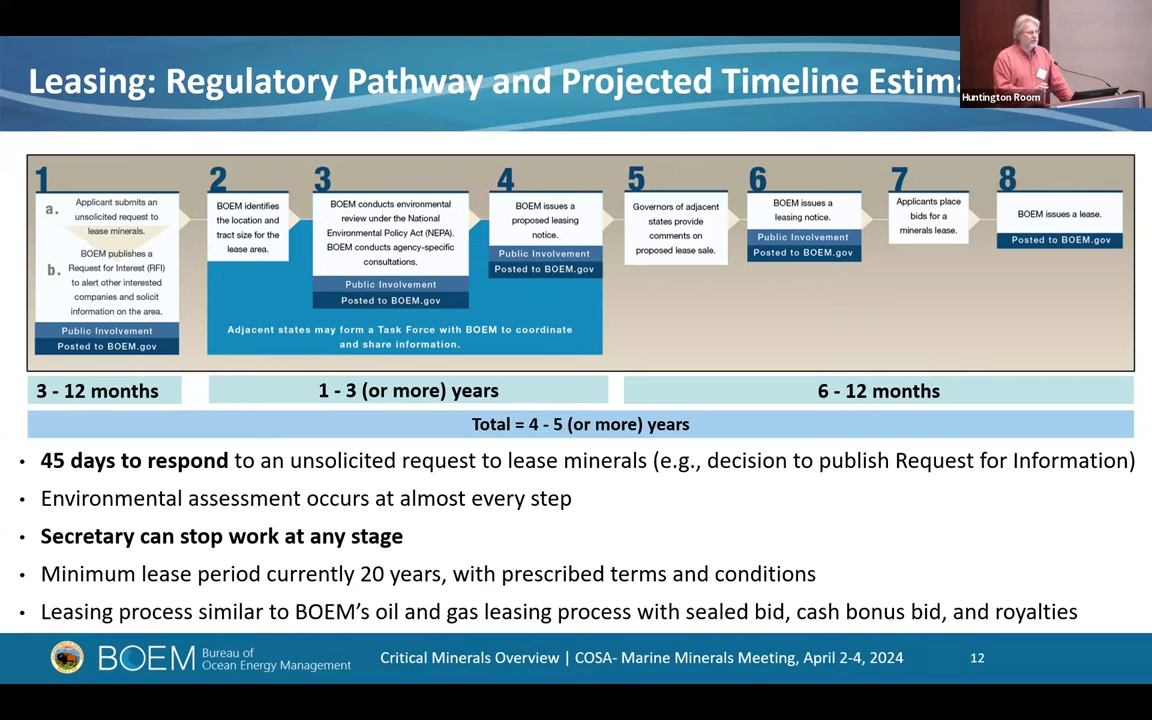 Leasing: Regulatory Pathway and Projected Timeline Estima
Huntington Room
1
a. Applicant submits an
unsolicited request to
lease minerals.
b. BOEM publishes a
Request for Interest (RFI)
to alert other interested
companies and solicit
information on the area.
Public Involvement
Posted to BOEM.gov
2
BOEM identifies
the location and
tract size for the
lease area.
3
BOEM conducts environmental
review under the National
Environmental Policy Act (NEPA).
BOEM conducts agency-specific
consultations.
Public Involvement
Posted to BOEM.gov
4
BOEM issues a
proposed leasing
notice.
Public Involvement
Posted to BOEM.gov
Adjacent states may form a Task Force with BOEM to coordinate
and share information.
5
Governors of adjacent
states provide
comments on
proposed lease sale.
6
BOEM issues a
leasing notice.
Public Involvement
Posted to BOEM.gov
7
Applicants place
bids for a
minerals lease.
8
BOEM issues a lease.
Posted to BOEM.gov
3 - 12 months
1 - 3 (or more) years
6 - 12 months
Total = 4 - 5 (or more) years
• 45 days to respond to an unsolicited request to lease minerals (e.g., decision to publish Request for Information)
• Environmental assessment occurs at almost every step
• Secretary can stop work at any stage
• Minimum lease period currently 20 years, with prescribed terms and conditions
• Leasing process similar to BOEM's oil and gas leasing process with sealed bid, cash bonus bid, and royalties
BOEM
Bureau of
Ocean Energy Management
Critical Minerals Overview | COSA- Marine Minerals Meeting, April 2-4, 2024
12